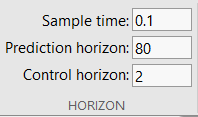 Sample time: 0.1
Prediction horizon: 80
Control horizon: 2
HORIZON